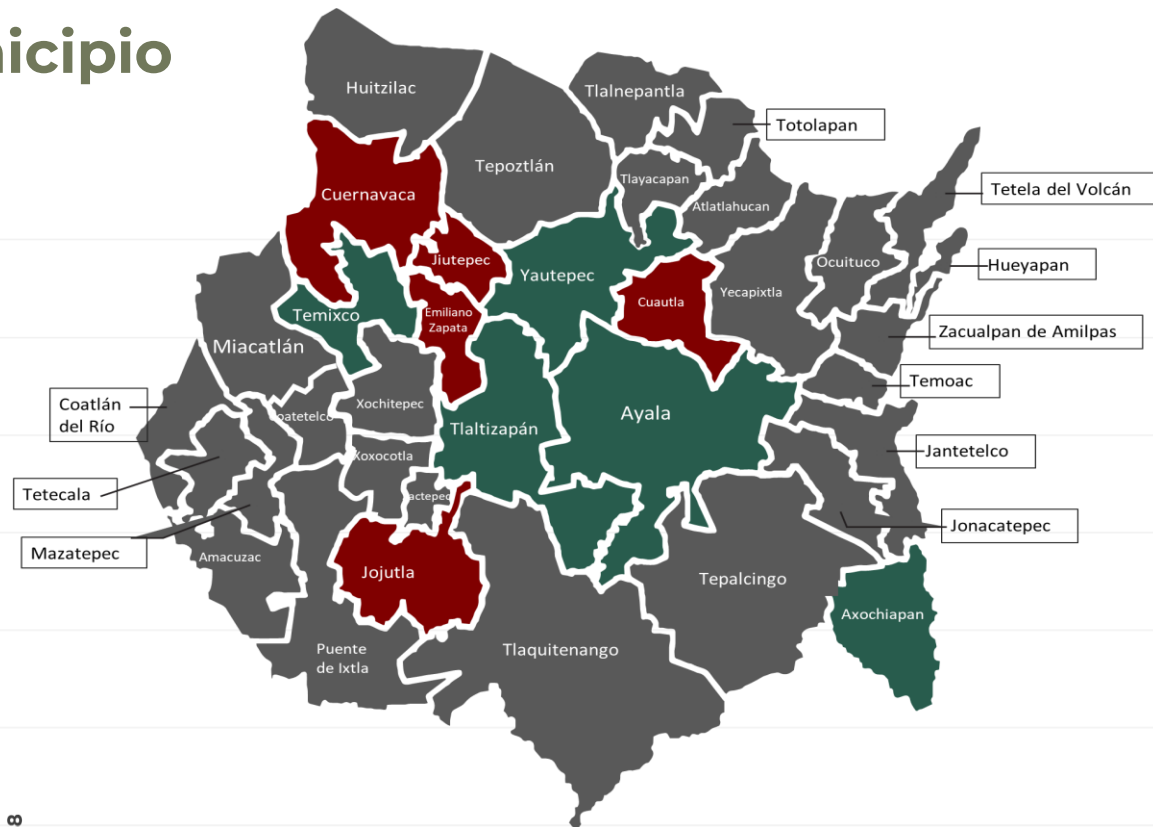 nicipio
Huitzilac
Tlalnepantla
Totolapan
Tepoztlán
Tlayacapan
Atlatlahucan
Cuernavaca
Tetela del Volcán
Jiutepec
Yautepec
Ocuituco
Hueyapan
Yecapixtla
Cuautla
Temixco
Emiliano
Zapata
Zacualpan de Amilpas
Miacatlán
Temoac
Coatlán
del Río
oatetelco
Xochitepec
Tlaltizapán
Ayala
Jantetelco
Xoxocotla
Tetecala
actepec
Jonacatepec
Mazatepec
Amacuzac
Jojutla
Tepalcingo
Axochiapan
Puente
de Ixtla
Tlaquitenango
8